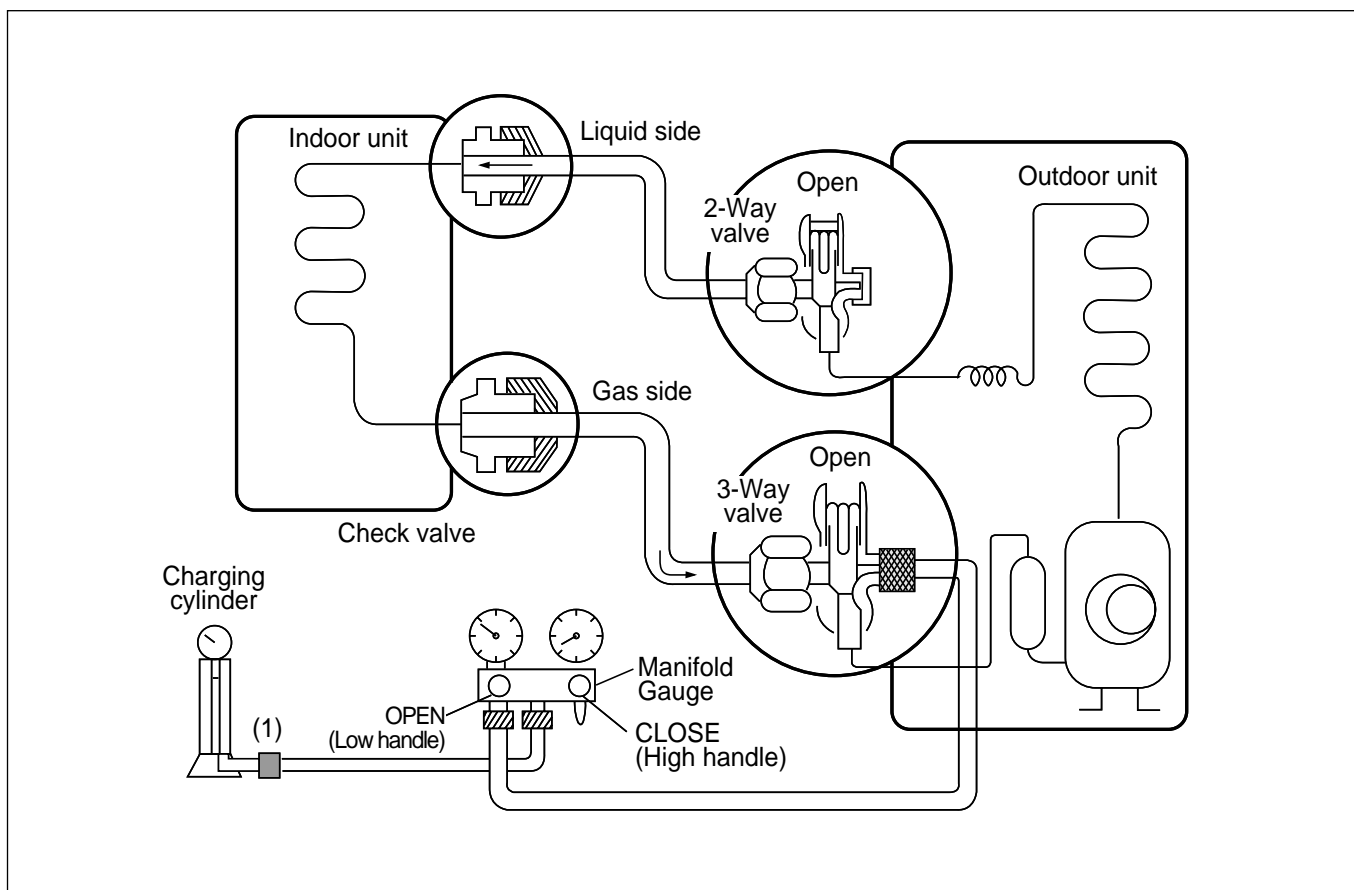 Indoor unit
Liquid side
2-Way
valve
Open
Outdoor unit
Gas side
3-Way
valve
Open
Check valve
Charging
cylinder
(1)
OPEN
(Low handle)
Manifold
Gauge
CLOSE
(High handle)